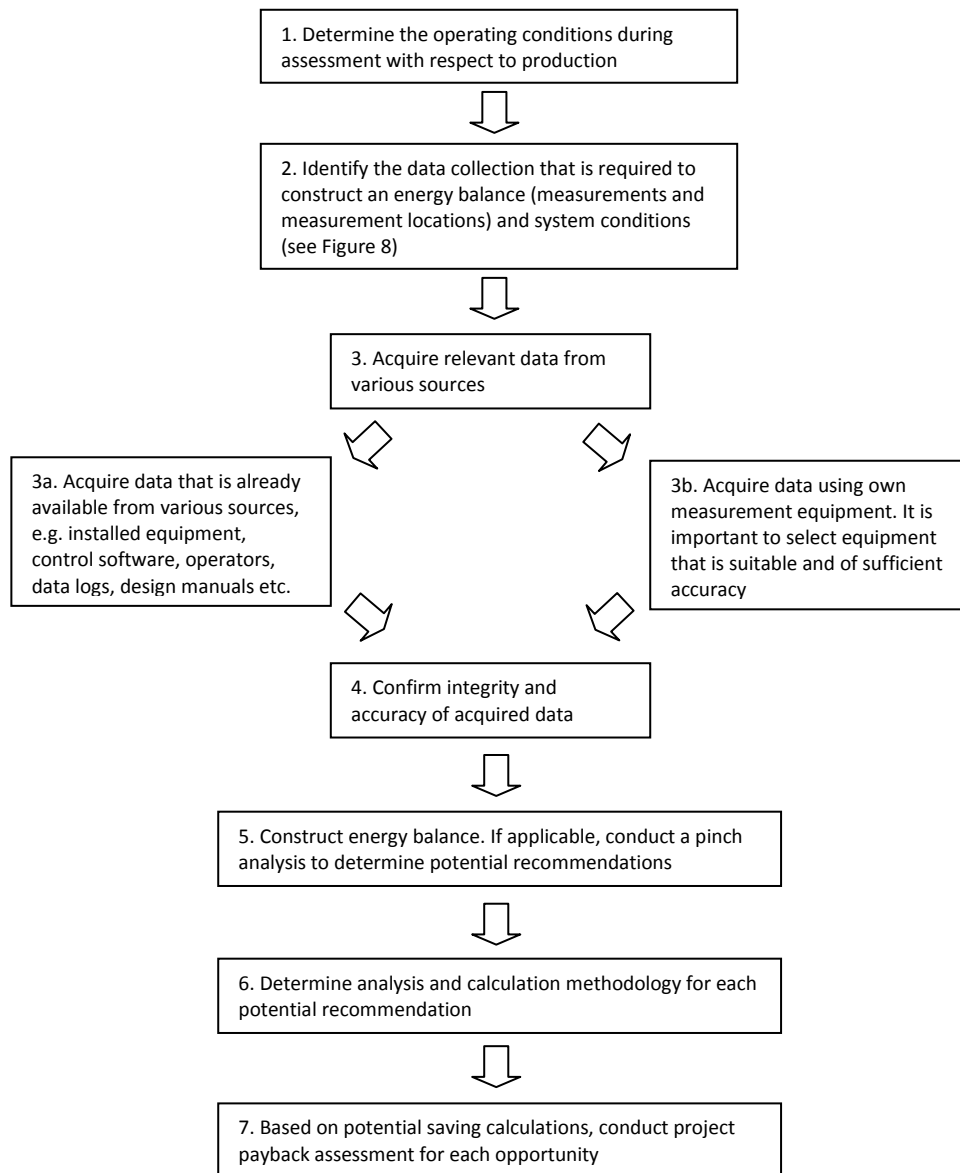 1. Determine the operating conditions during
assessment with respect to production
2. Identify the data collection that is required to
construct an energy balance (measurements and
measurement locations) and system conditions
(see Figure 8)
3. Acquire relevant data from
various sources
3a. Acquire data that is already
available from various sources,
e.g. installed equipment,
control software, operators,
data logs, design manuals etc.
3b. Acquire data using own
measurement equipment. It is
important to select equipment
that is suitable and of sufficient
accuracy
4. Confirm integrity and
accuracy of acquired data
5. Construct energy balance. If applicable, conduct a pinch
analysis to determine potential recommendations
6. Determine analysis and calculation methodology for each
potential recommendation
7. Based on potential saving calculations, conduct project
payback assessment for each opportunity